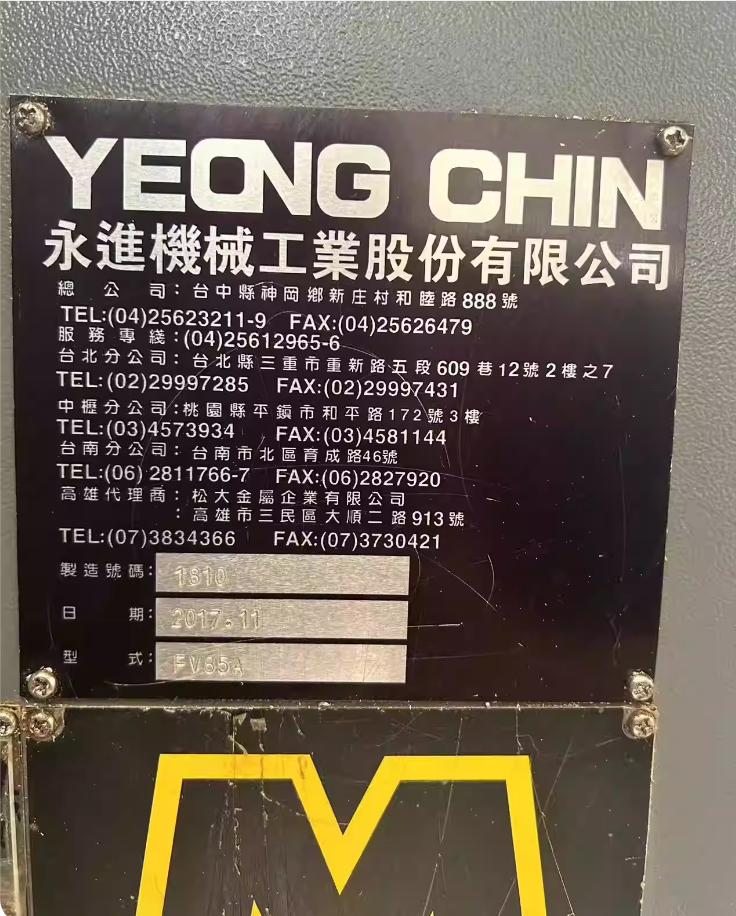 YEONG CHIN
永進機械工業股份有限公司
總公司：台中縣神岡鄉新庄村和睦路888號
TEL:(04)25623211-9 FAX:(04)25626479
服務專綫:(04)25612965-6
台北分公司：台北縣三重市重新路五段609巷12號2樓之7
TEL:(02)29997285 FAX:(02)29997431
中壢分公司:桃園縣平鎮市和平路172號3樓
TEL:(03)4573934 FAX:(03)4581144
台南分公司：台南市北區育成路46號
TEL:(06)2811766-7 FAX:(06)2827920
高雄代理商：松大金屬企業有限公司
：高雄市三民區大順二路913號
TEL:(07)3834366 FAX:(07)3730421
製造號碼: 1810
日期: 2017.11
型式: FV85A